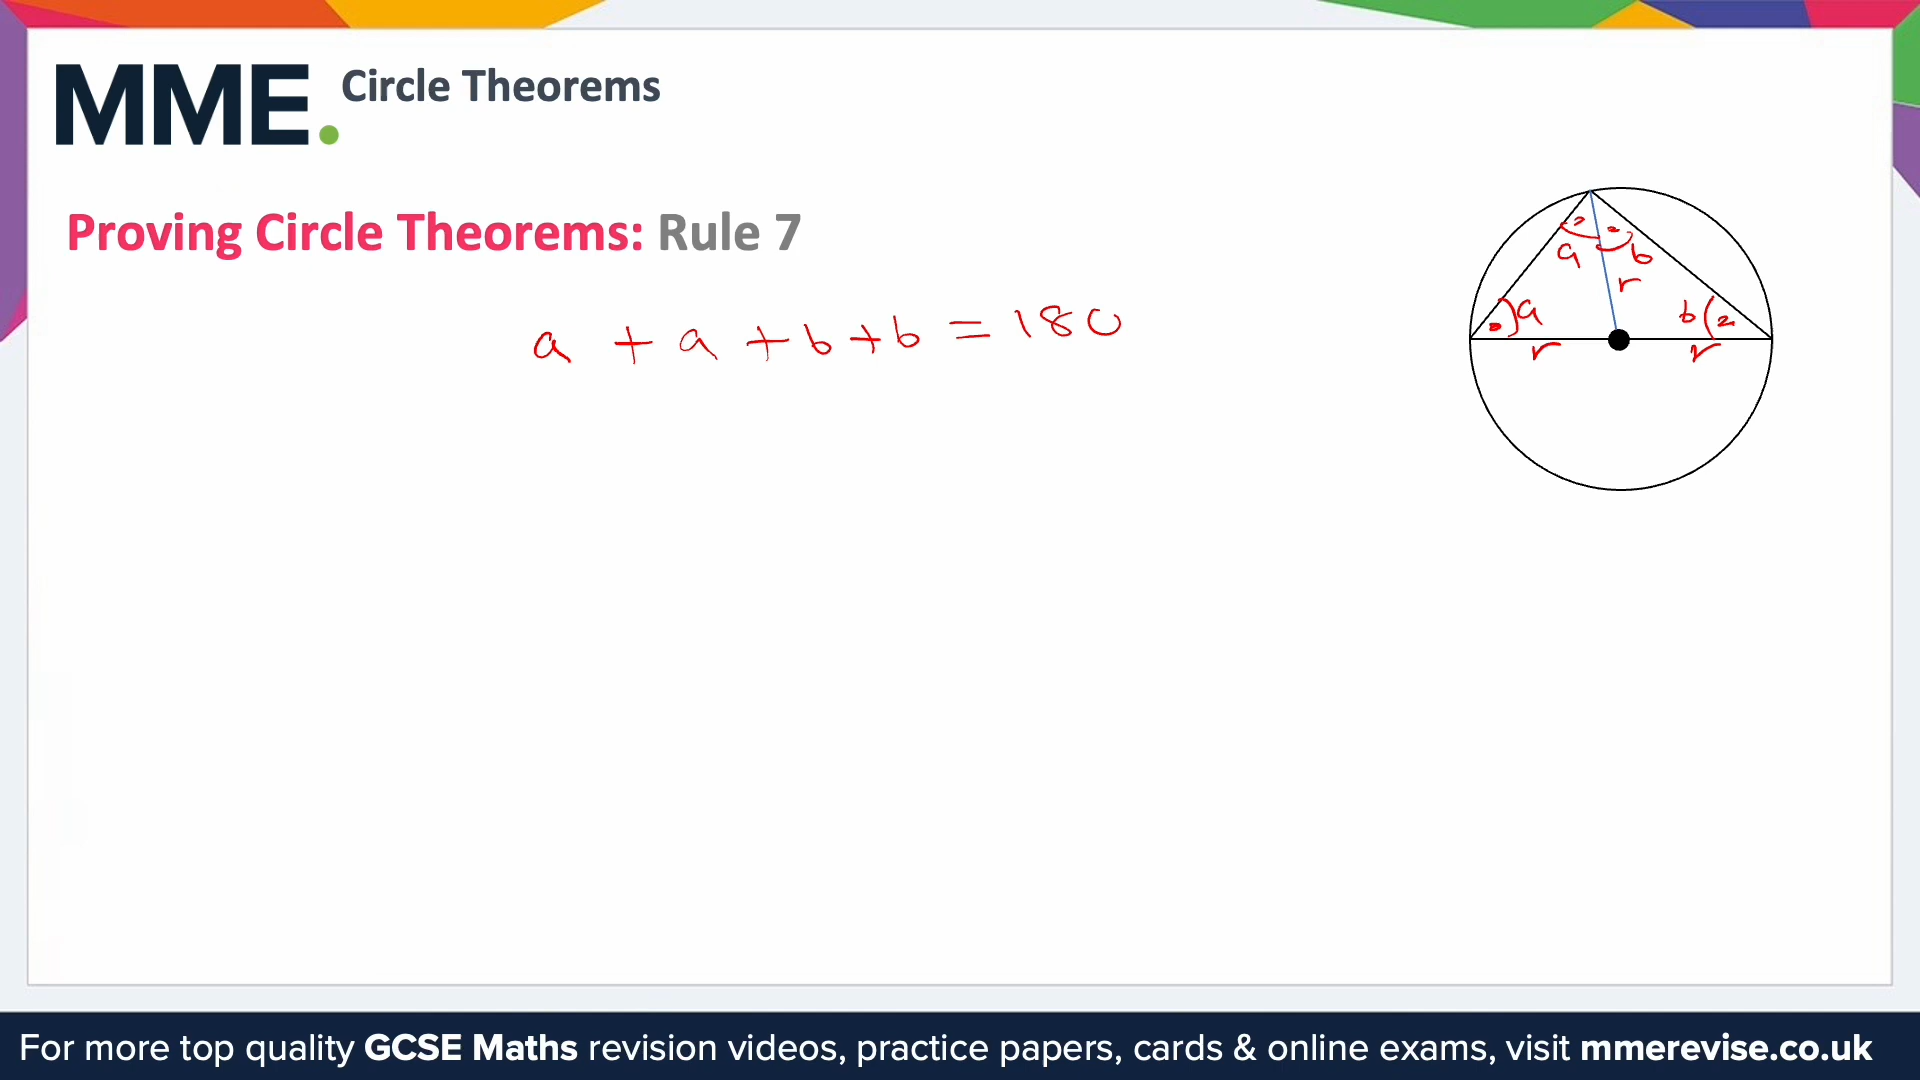 MME.
Circle Theorems
Proving Circle Theorems: Rule 7
a + a + b + b = 180
a
b
r
a
b
r
r
For more top quality GCSE Maths revision videos, practice papers, cards & online exams, visit mmerevise.co.uk